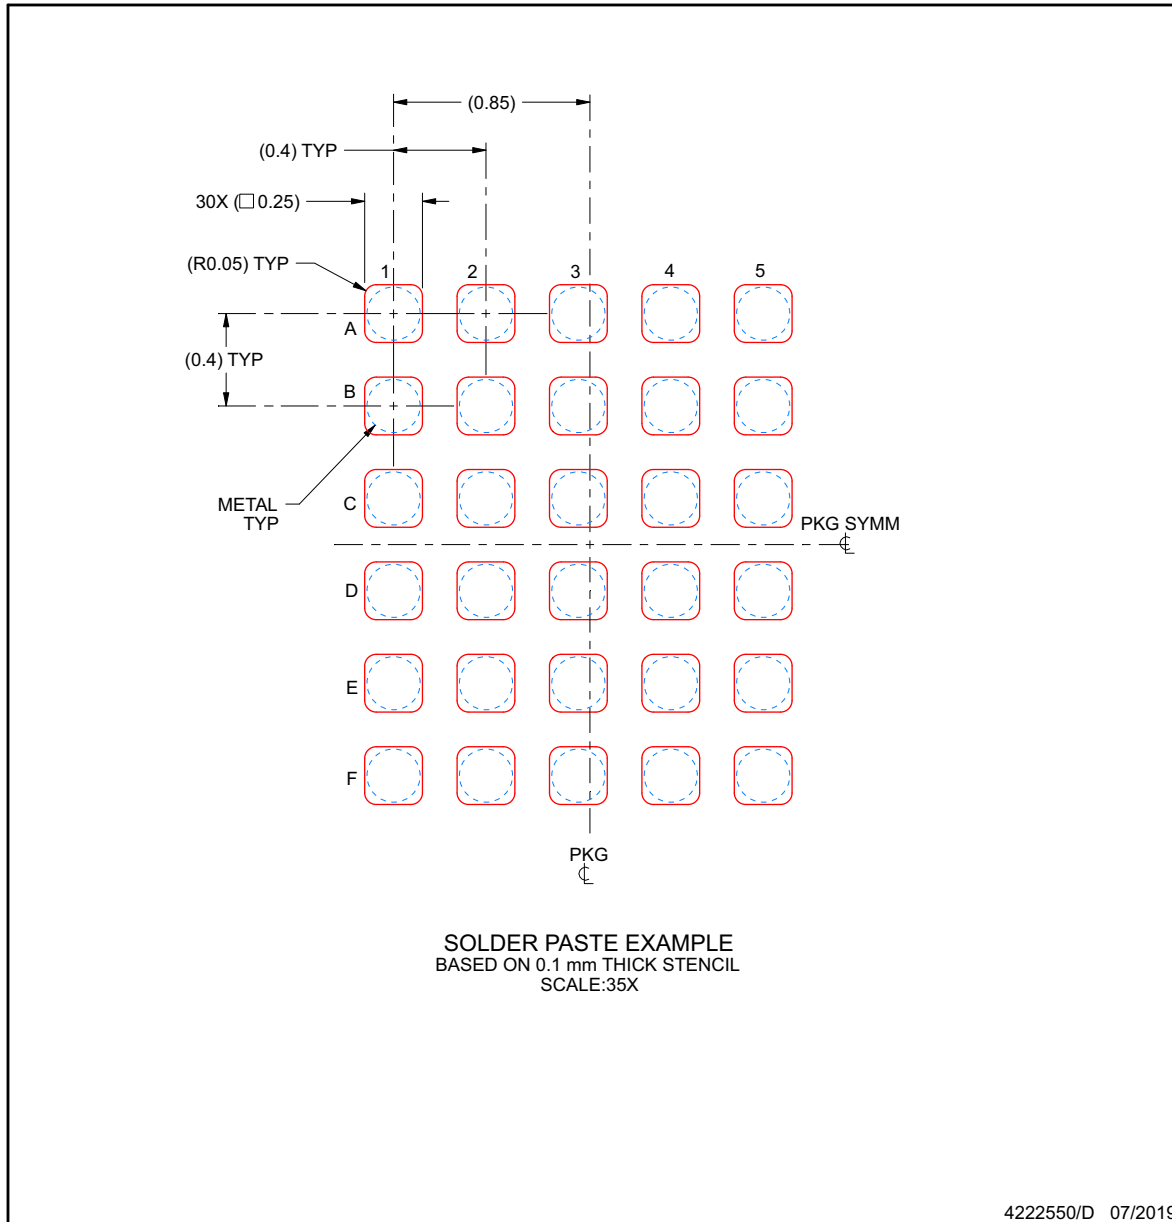 (0.85)
(0.4) TYP
30X (□ 0.25)
(R0.05) TYP
1
2
3
4
5
A
(0.4) TYP
B
METAL
TYP
C
PKG SYMM
℄
D
E
F
PKG
℄
SOLDER PASTE EXAMPLE
BASED ON 0.1 mm THICK STENCIL
SCALE:35X
4222550/D 07/2019